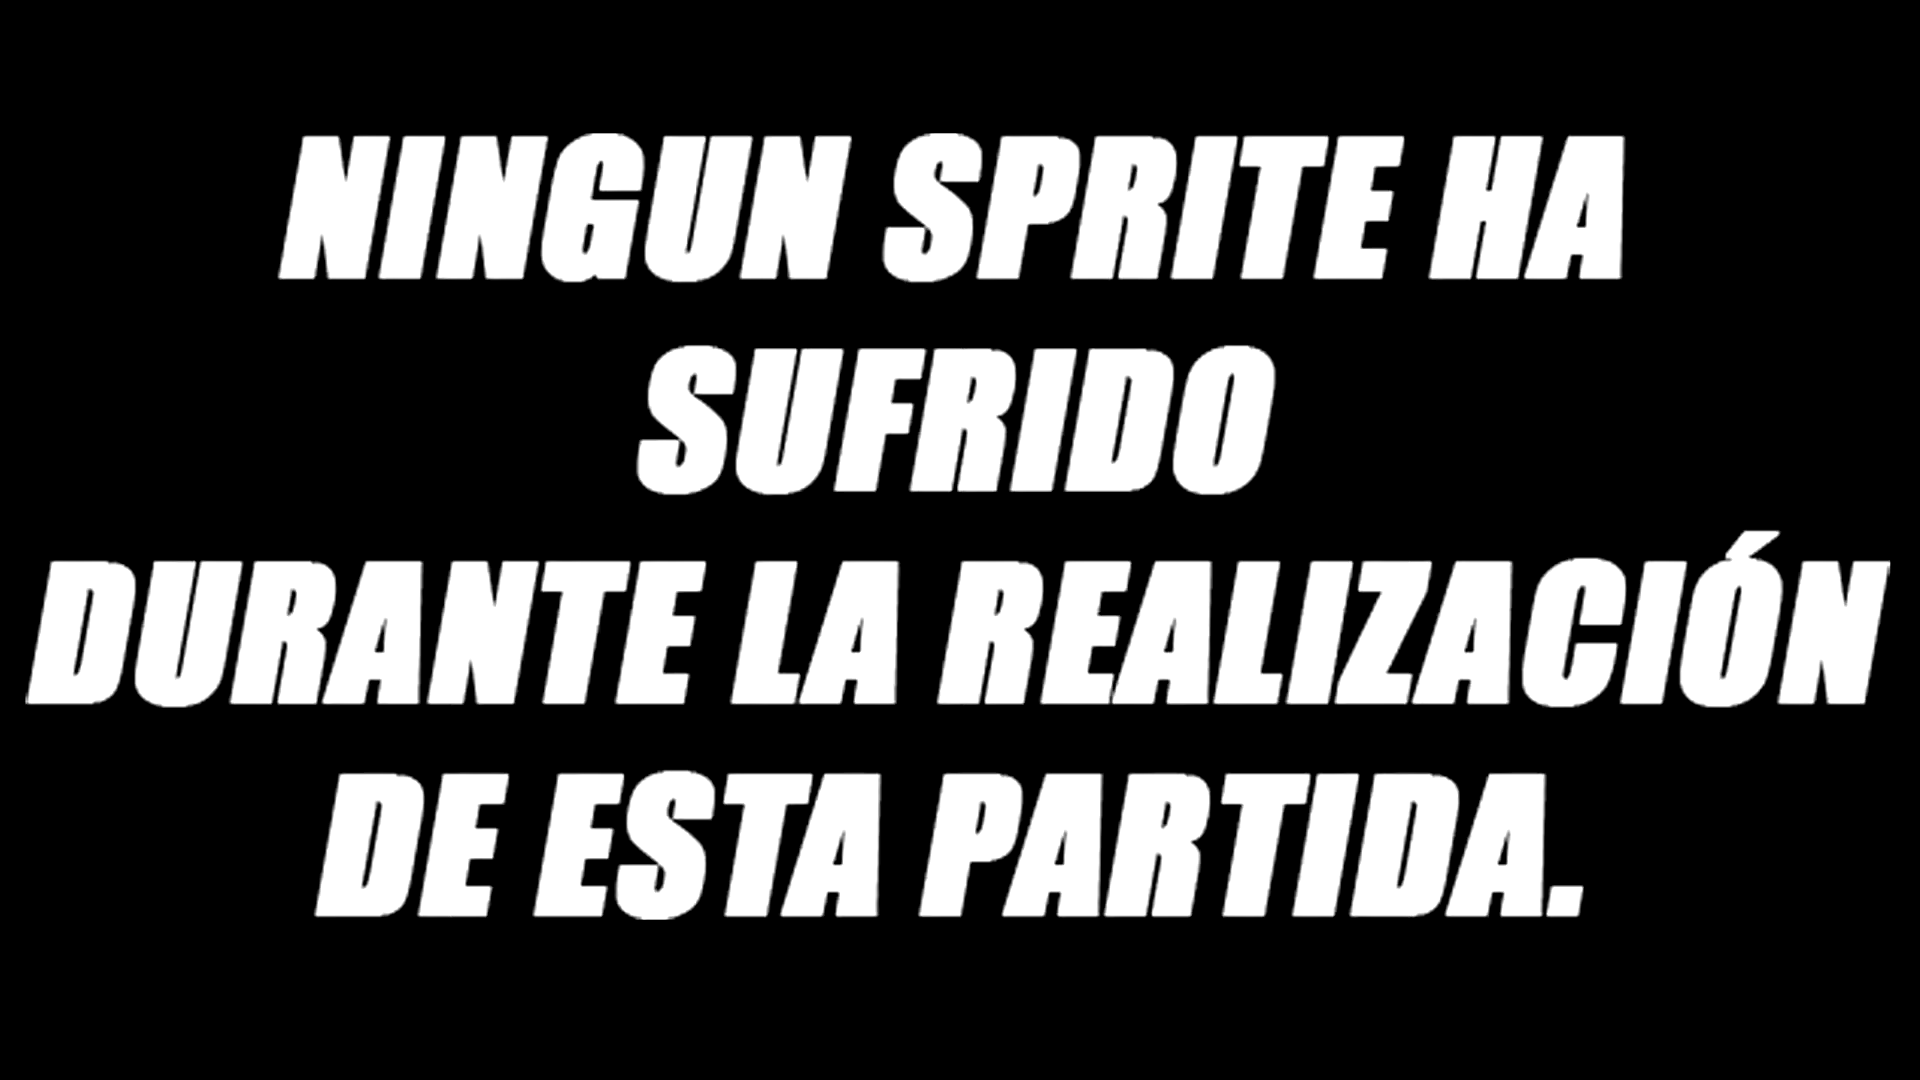 NINGUN SPRITE HA
SUFRIDO
DURANTE LA REALIZACIÓN
DE ESTA PARTIDA.